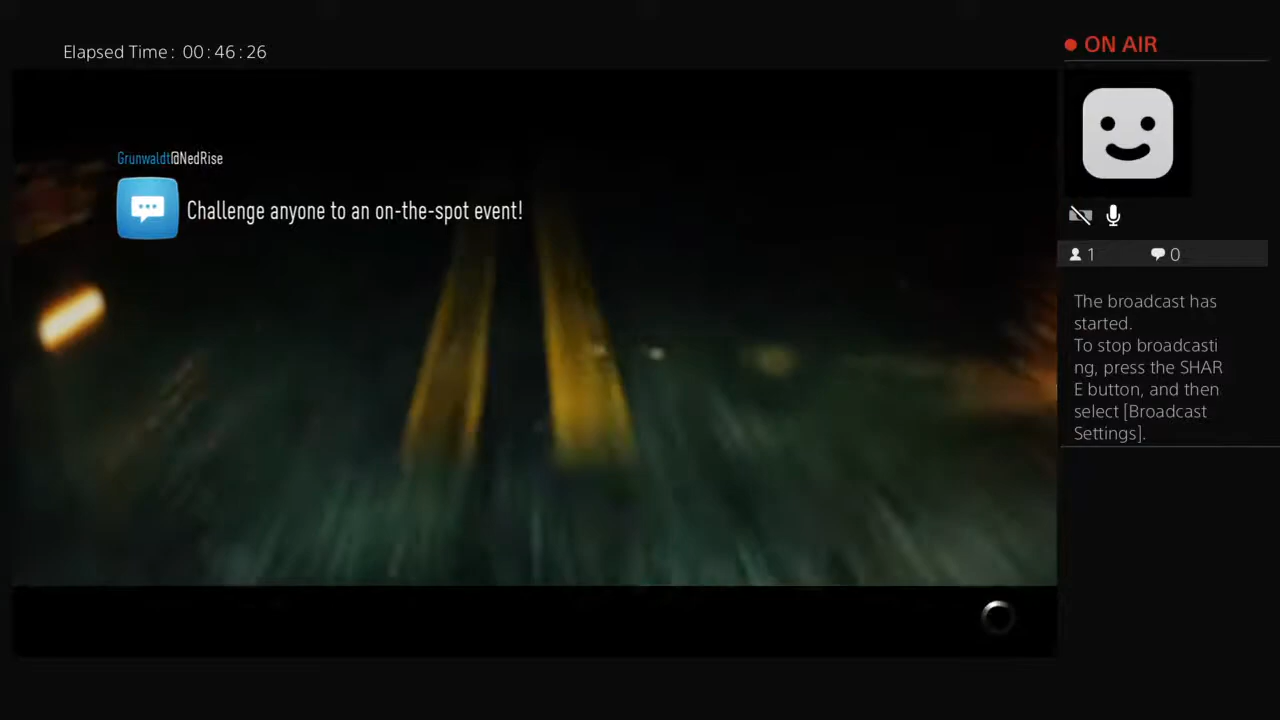 Elapsed Time: 00:46:26
ON AIR
Grunwaldt@NedRise
Challenge anyone to an on-the-spot event!
1 0
The broadcast has
started.
To stop broadcasti
ng, press the SHAR
E button, and then
select [Broadcast
Settings].